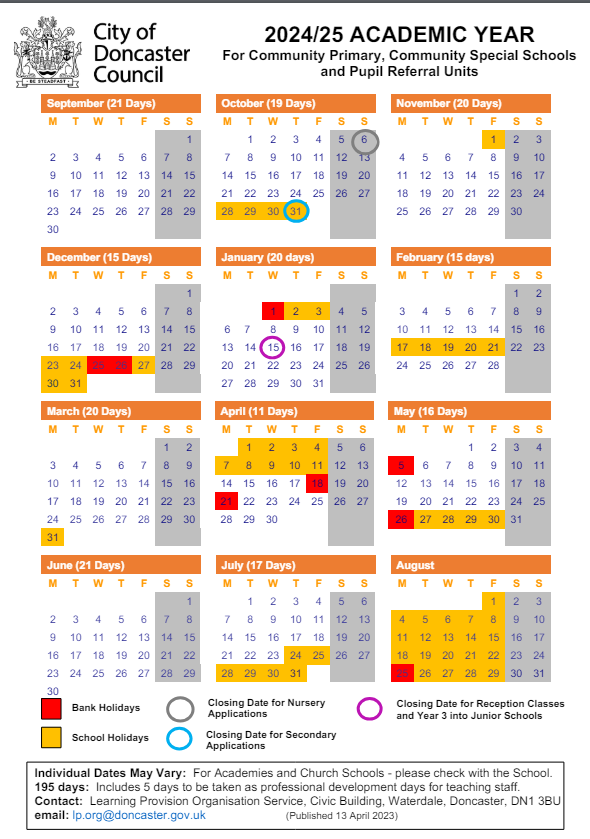 City of
Doncaster
Council
BE STEADFAST
2024/25 ACADEMIC YEAR
For Community Primary, Community Special Schools
and Pupil Referral Units
September (21 Days)
M T W T F S S
1
2 3 4 5 6 7 8
9 10 11 12 13 14 15
16 17 18 19 20 21 22
23 24 25 26 27 28 29
30
October (19 Days)
M T W T F S S
1 2 3 4 5 6
7 8 9 10 11 12 13
14 15 16 17 18 19 20
21 22 23 24 25 26 27
28 29 30 31
November (20 Days)
M T W T F S S
1 2 3
4 5 6 7 8 9 10
11 12 13 14 15 16 17
18 19 20 21 22 23 24
25 26 27 28 29 30
December (15 Days)
M T W T F S S
1
2 3 4 5 6 7 8
9 10 11 12 13 14 15
16 17 18 19 20 21 22
23 24 25 26 27 28 29
30 31
January (20 days)
M T W T F S S
1 2 3 4 5
6 7 8 9 10 11 12
13 14 15 16 17 18 19
20 21 22 23 24 25 26
27 28 29 30 31
February (15 days)
M T W T F S S
1 2
3 4 5 6 7 8 9
10 11 12 13 14 15 16
17 18 19 20 21 22 23
24 25 26 27 28
March (20 Days)
M T W T F S S
1 2
3 4 5 6 7 8 9
10 11 12 13 14 15 16
17 18 19 20 21 22 23
24 25 26 27 28 29 30
31
April (11 Days)
M T W T F S S
1 2 3 4 5 6
7 8 9 10 11 12 13
14 15 16 17 18 19 20
21 22 23 24 25 26 27
28 29 30
May (16 Days)
M T W T F S S
1 2 3 4
5 6 7 8 9 10 11
12 13 14 15 16 17 18
19 20 21 22 23 24 25
26 27 28 29 30 31
June (21 Days)
M T W T F S S
1
2 3 4 5 6 7 8
9 10 11 12 13 14 15
16 17 18 19 20 21 22
23 24 25 26 27 28 29
30
July (17 Days)
M T W T F S S
1 2 3 4 5 6
7 8 9 10 11 12 13
14 15 16 17 18 19 20
21 22 23 24 25 26 27
28 29 30 31
August
M T W T F S S
1 2 3
4 5 6 7 8 9 10
11 12 13 14 15 16 17
18 19 20 21 22 23 24
25 26 27 28 29 30 31
Bank Holidays
School Holidays
Closing Date for Nursery
Applications
Closing Date for Secondary
Applications
Closing Date for Reception Classes
and Year 3 into Junior Schools
Individual Dates May Vary: For Academies and Church Schools - please check with the School.
195 days: Includes 5 days to be taken as professional development days for teaching staff.
Contact: Learning Provision Organisation Service, Civic Building, Waterdale, Doncaster, DN1 3BU
email: lp.org@doncaster.gov.uk (Published 13 April 2023)